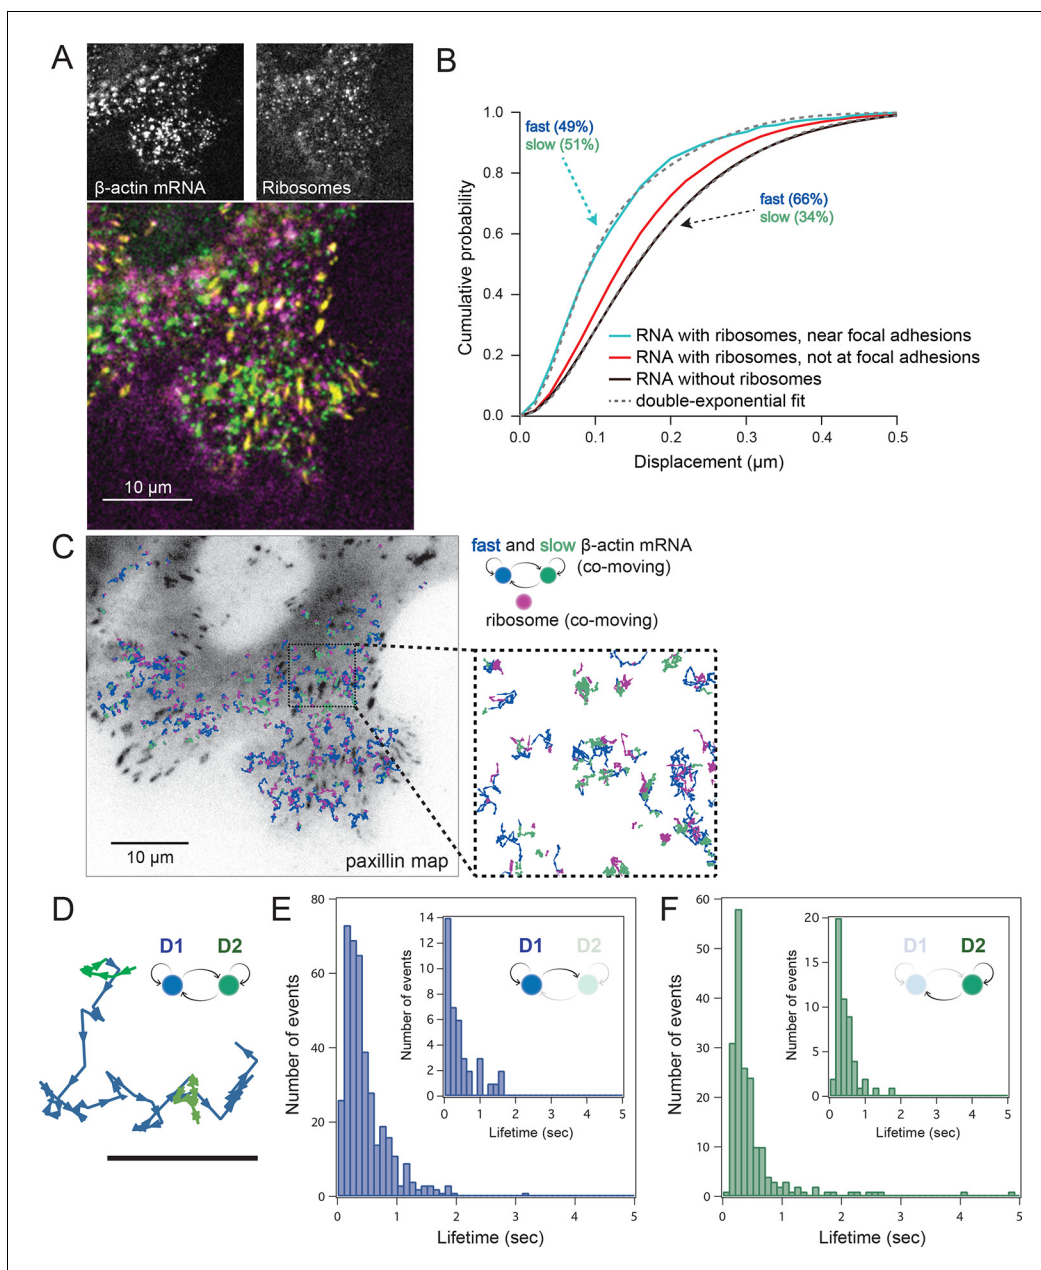 A
β-actin mRNA
Ribosomes
10 µm
B
Cumulative probability
1.0
0.8
0.6
0.4
0.2
0.0
fast (49%)
slow (51%)
fast (66%)
slow (34%)
RNA with ribosomes, near focal adhesions
RNA with ribosomes, not at focal adhesions
RNA without ribosomes
double-exponential fit
0.0 0.1 0.2 0.3 0.4 0.5
Displacement (µm)
C
10 µm
paxillin map
fast and slow β-actin mRNA
(co-moving)
ribosome (co-moving)
D
D1 D2
E
Number of events
80
60
40
20
0
0 1 2 3 4 5
Lifetime (sec)
Number of events
14
12
10
8
6
4
2
0
D1 D2
0 1 2 3 4 5
Lifetime (sec)
F
Number of events
60
50
40
30
20
10
0
0 1 2 3 4 5
Lifetime (sec)
Number of events
20
15
10
5
0
D1 D2
0 1 2 3 4 5
Lifetime (sec)